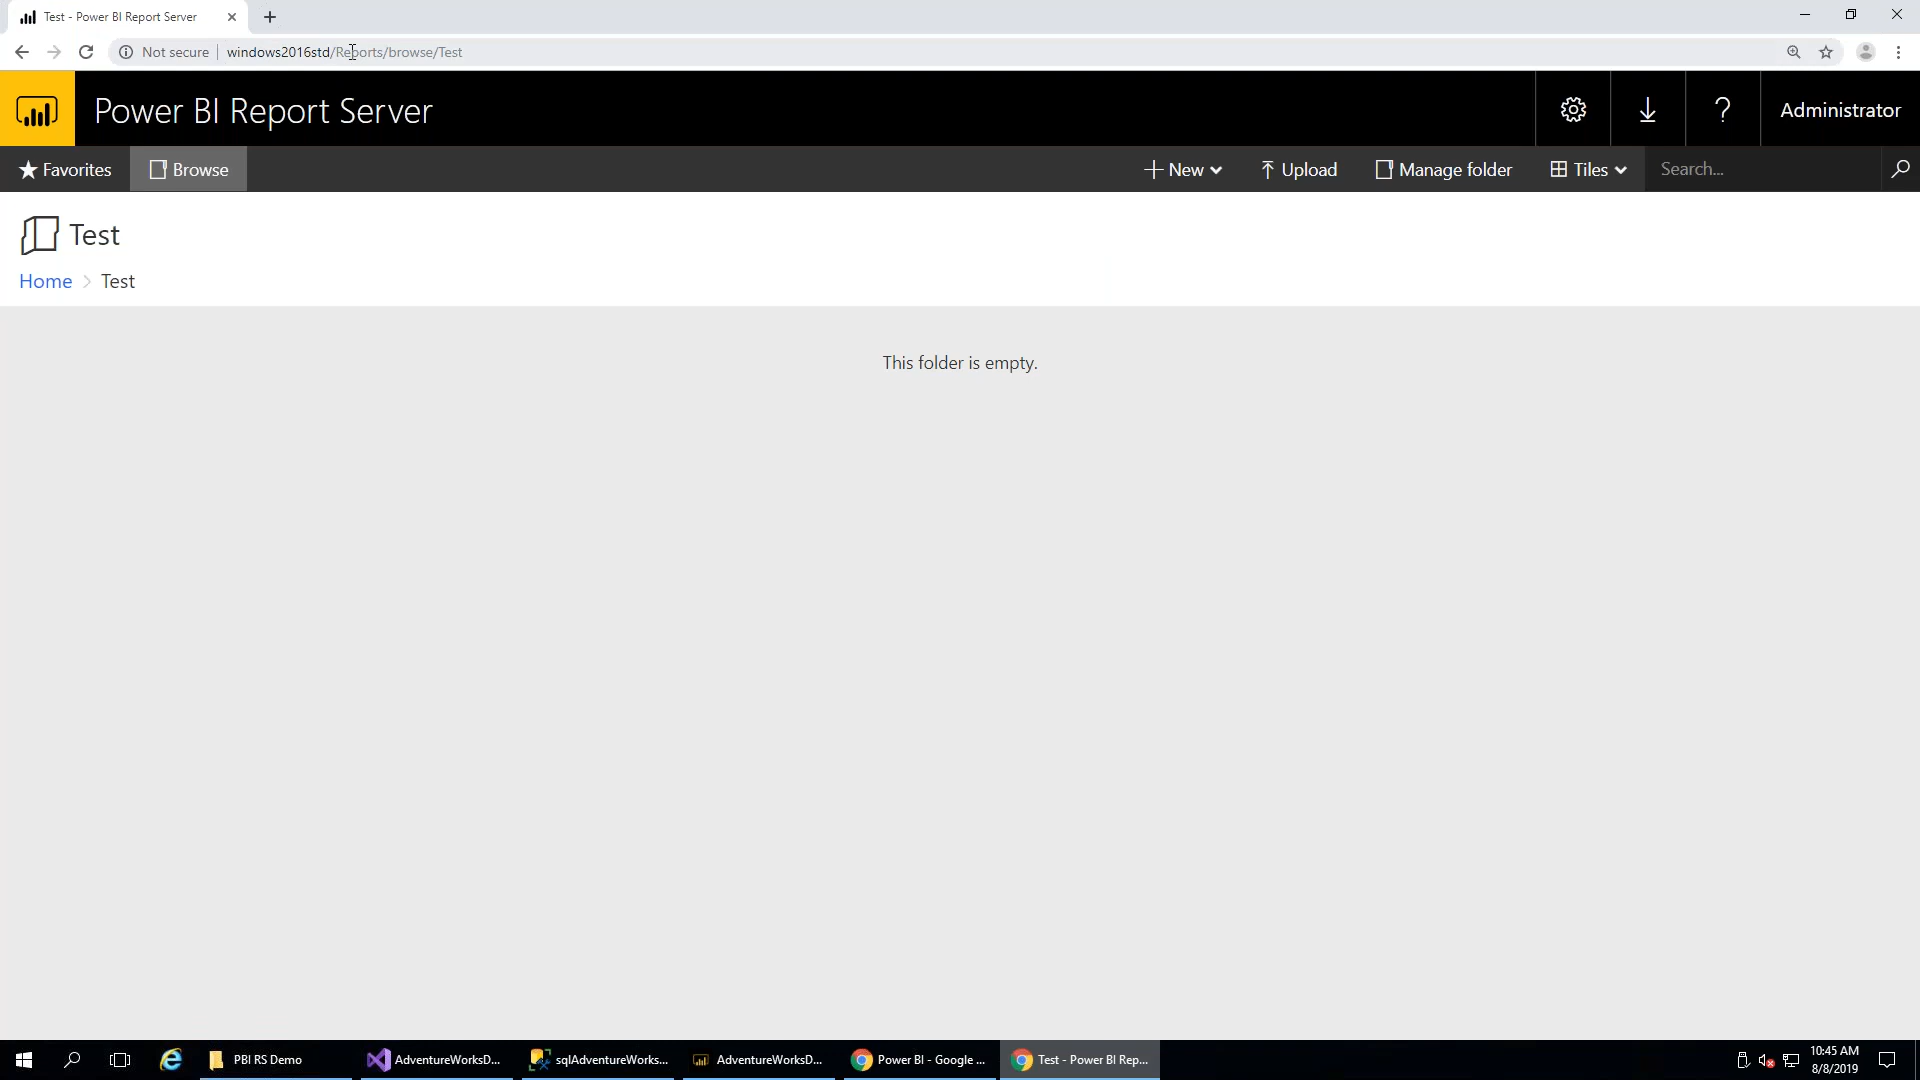 Test - Power BI Report Server
Not secure windows2016std/Reports/browse/Test
Power BI Report Server
? Administrator
Favorites Browse New Upload Manage folder Tiles Search...
Test
Home > Test
This folder is empty.
PBI RS Demo AdventureWorksD... sqlAdventureWorks... AdventureWorksD... Power BI - Google ... Test - Power BI Rep... 10:45 AM
8/8/2019